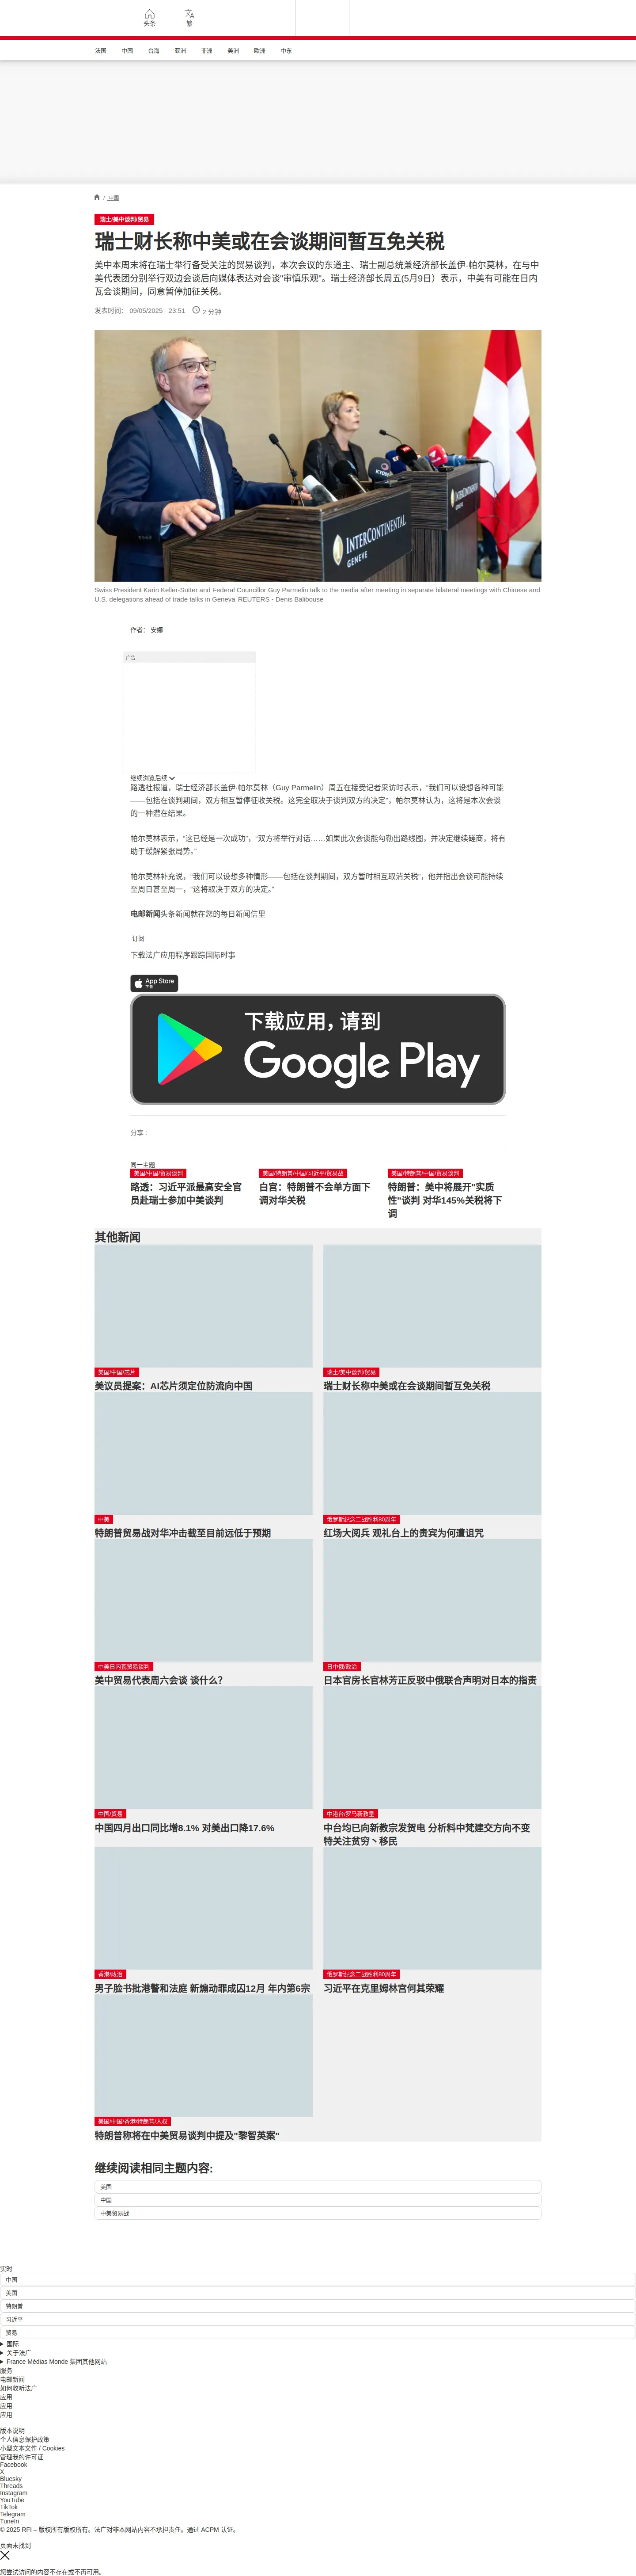 头条
繁
法国 中国 台海 亚洲 非洲 美洲 欧洲 中东
/ 中国
瑞士/美中谈判/贸易
瑞士财长称中美或在会谈期间暂互免关税
美中本周末将在瑞士举行备受关注的贸易谈判，本次会议的东道主、瑞士副总统兼经济部长盖伊·帕尔莫林，在与中
美代表团分别举行双边会谈后向媒体表达对会谈"审慎乐观"。瑞士经济部长周五(5月9日）表示，中美有可能在日内
瓦会谈期间，同意暂停加征关税。
发表时间： 09/05/2025 - 23:51 2 分钟
KYODO
INTERCONTINENTAL
GENEVE
INTERCONTINENTAL
GENEVE
Swiss President Karin Keller-Sutter and Federal Councillor Guy Parmelin talk to the media after meeting in separate bilateral meetings with Chinese and
U.S. delegations ahead of trade talks in Geneva REUTERS - Denis Balibouse
作者： 安娜
广告
继续浏览后续
路透社报道，瑞士经济部长盖伊·帕尔莫林（Guy Parmelin）周五在接受记者采访时表示，“我们可以设想各种可能
——包括在谈判期间，双方相互暂停征收关税。这完全取决于谈判双方的决定”，帕尔莫林认为，这将是本次会谈
的一种潜在结果。
帕尔莫林表示，“这已经是一次成功”，“双方将举行对话……如果此次会谈能勾勒出路线图，并决定继续磋商，将有
助于缓解紧张局势。”
帕尔莫林补充说，“我们可以设想多种情形——包括在谈判期间，双方暂时相互取消关税”，他并指出会谈可能持续
至周日甚至周一，“这将取决于双方的决定。”
电邮新闻头条新闻就在您的每日新闻信里
订阅
下载法广应用程序跟踪国际时事
App Store
下载
下载应用，请到
Google Play
分享 :
同一主题
美国/中国/贸易谈判
路透：习近平派最高安全官
员赴瑞士参加中美谈判
美国/特朗普/中国/习近平/贸易战
白宫：特朗普不会单方面下
调对华关税
美国/特朗普/中国/贸易谈判
特朗普：美中将展开"实质
性"谈判 对华145%关税将下
调
其他新闻
美国/中国/芯片
美议员提案：AI芯片须定位防流向中国
瑞士/美中谈判/贸易
瑞士财长称中美或在会谈期间暂互免关税
中美
特朗普贸易战对华冲击截至目前远低于预期
俄罗斯纪念二战胜利80周年
红场大阅兵 观礼台上的贵宾为何遭诅咒
中美日内瓦贸易谈判
美中贸易代表周六会谈 谈什么？
日中俄/政治
日本官房长官林芳正反驳中俄联合声明对日本的指责
中国/贸易
中国四月出口同比增8.1% 对美出口降17.6%
中港台/罗马新教皇
中台均已向新教宗发贺电 分析料中梵建交方向不变
特关注贫穷丶移民
香港/政治
男子脸书批港警和法庭 新煽动罪成囚12月 年内第6宗
俄罗斯纪念二战胜利80周年
习近平在克里姆林宫何其荣耀
美国/中国/香港/特朗普/人权
特朗普称将在中美贸易谈判中提及"黎智英案"
继续阅读相同主题内容:
美国
中国
中美贸易战
实时
中国
美国
特朗普
习近平
贸易
国际
关于法广
France Médias Monde 集团其他网站
服务
电邮新闻
如何收听法广
应用
应用
应用
版本说明
个人信息保护政策
小型文本文件 / Cookies
管理我的许可证
Facebook
X
Bluesky
Threads
Instagram
YouTube
TikTok
Telegram
TuneIn
© 2025 RFI – 版权所有版权所有。法广对非本网站内容不承担责任。通过 ACPM 认证。
页面未找到
您尝试访问的内容不存在或不再可用。